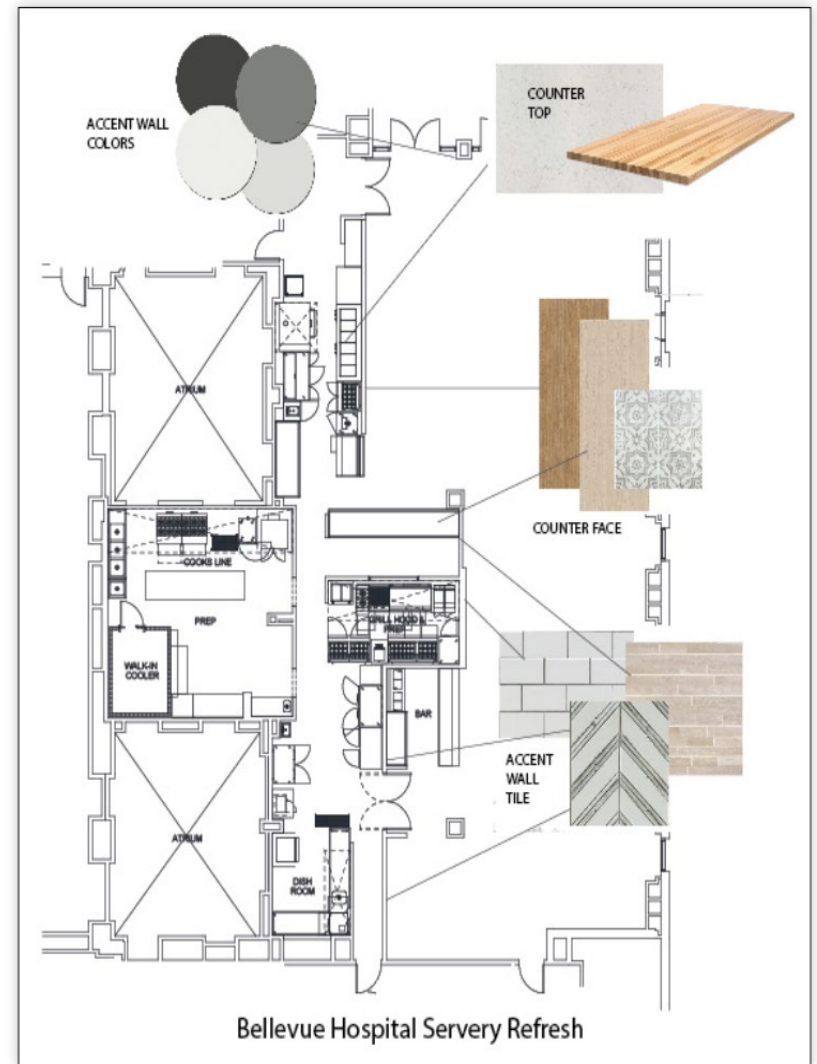 ACCENT WALL
COLORS
COUNTER
TOP
ATRIUM
COUNTER FACE
COOKS LINE
PREP
GRILL HOOD &
PREP
WALK-IN
COOLER
BAR
ACCENT
WALL
TILE
ATRIUM
DISH
ROOM
Bellevue Hospital Servery Refresh